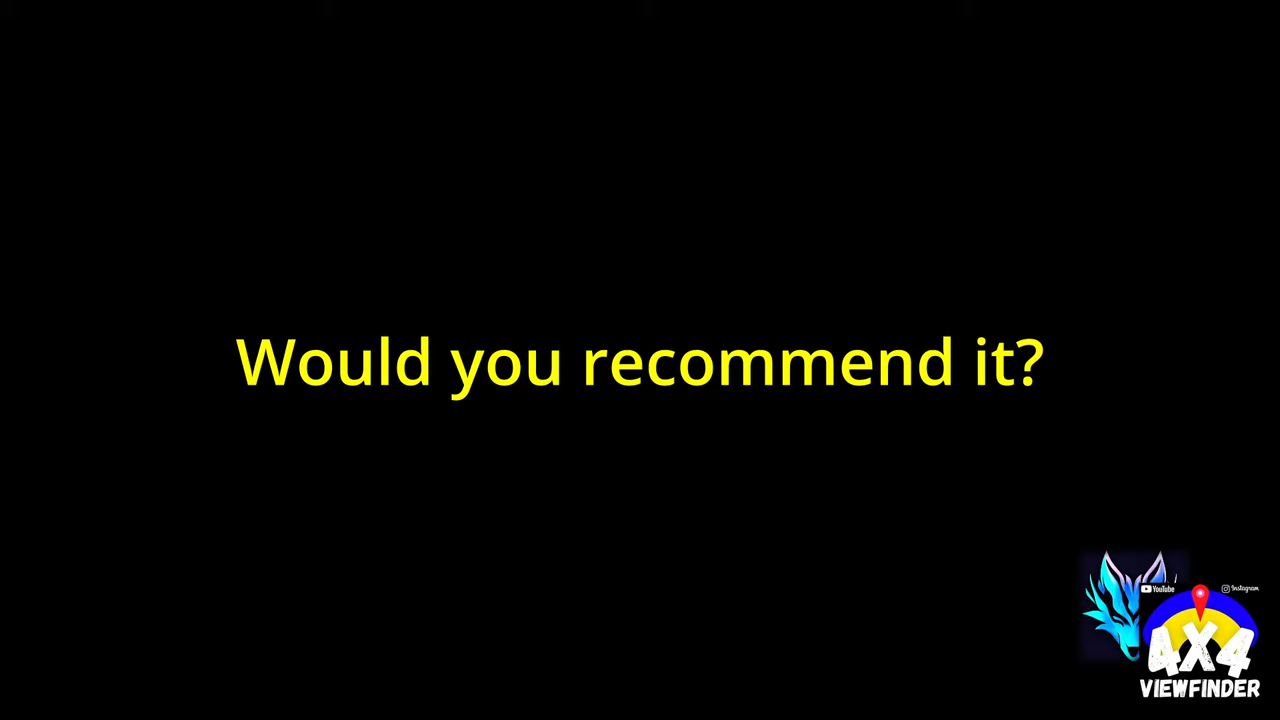 Would you recommend it?
YouTube
Instagram
4X4
VIEWFINDER